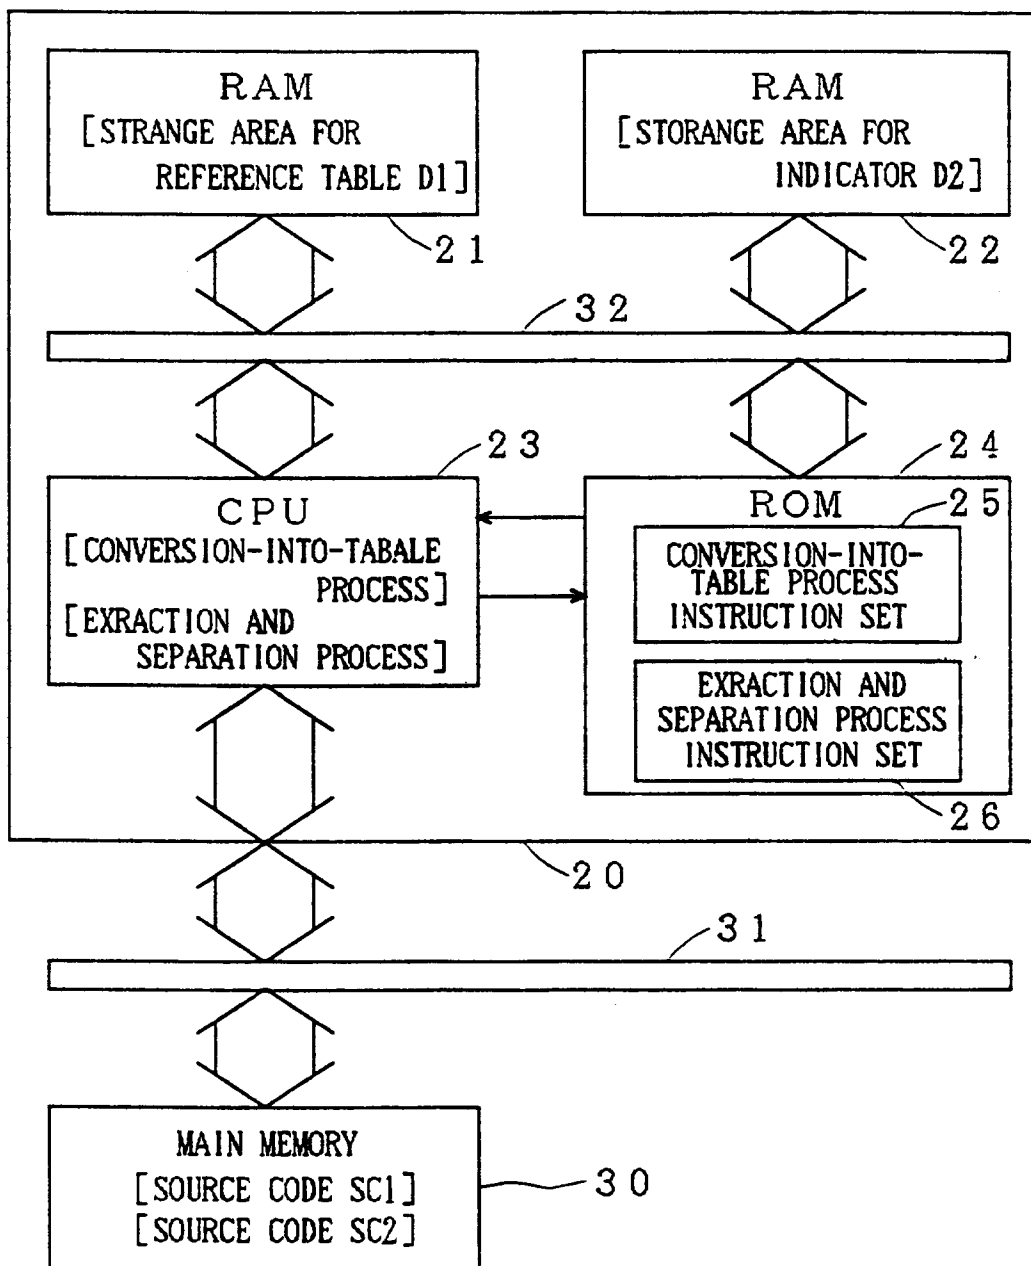 RAM
[STRANGE AREA FOR
REFERENCE TABLE D1]
21
RAM
[STORANGE AREA FOR
INDICATOR D2]
22
32
23
CPU
[CONVERSION-INTO-TABALE
PROCESS]
[EXRACTION AND
SEPARATION PROCESS]
24
ROM
25
CONVERSION-INTO-
TABLE PROCESS
INSTRUCTION SET
EXRACTION AND
SEPARATION PROCESS
INSTRUCTION SET
26
20
31
MAIN MEMORY
[SOURCE CODE SC1]
[SOURCE CODE SC2]
30